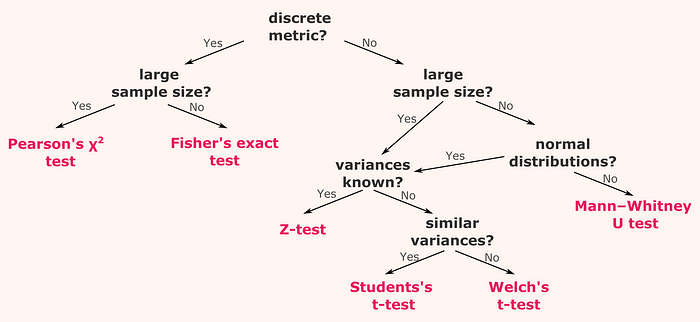 discrete
metric?
Yes
No
large
sample size?
large
sample size?
Yes
No
Yes
No
Pearson's χ²
test
Fisher's exact
test
normal
distributions?
Yes
No
variances
known?
Yes
No
Mann–Whitney
U test
Z-test
similar
variances?
Yes
No
Students's
t-test
Welch's
t-test